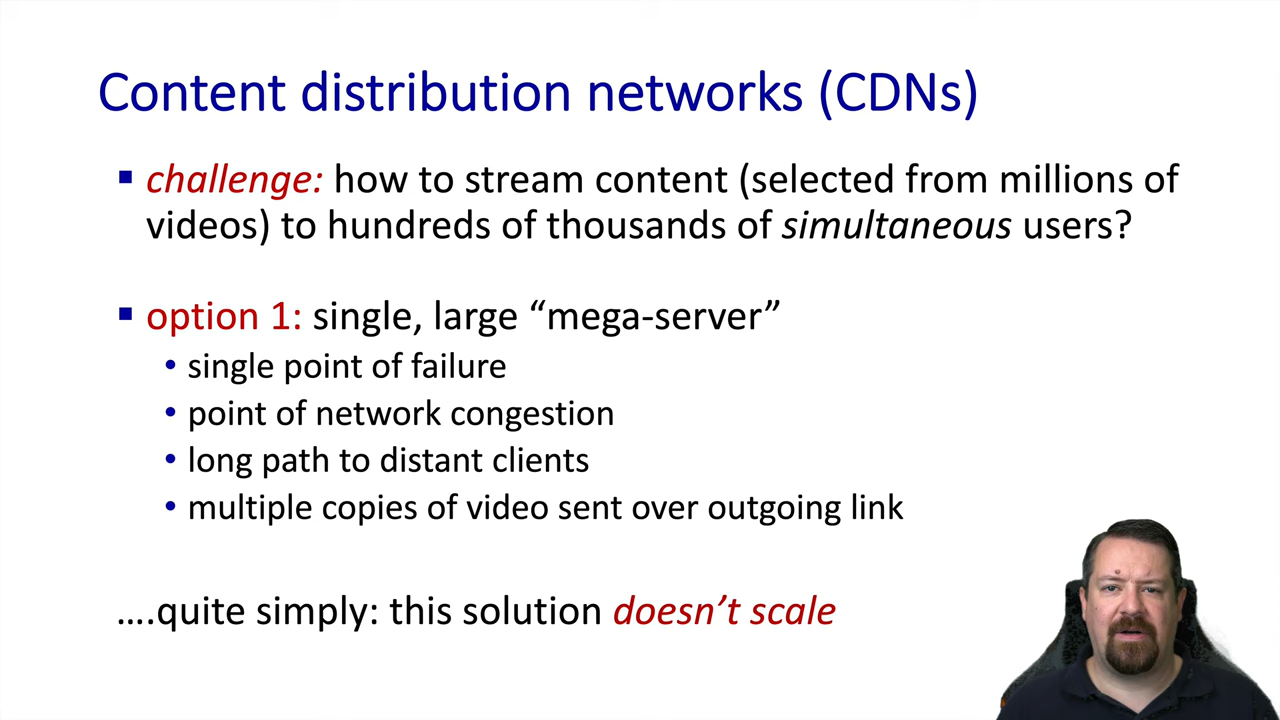 Content distribution networks (CDNs)
▪ challenge: how to stream content (selected from millions of
videos) to hundreds of thousands of simultaneous users?
▪ option 1: single, large “mega-server”
• single point of failure
• point of network congestion
• long path to distant clients
• multiple copies of video sent over outgoing link
….quite simply: this solution doesn’t scale